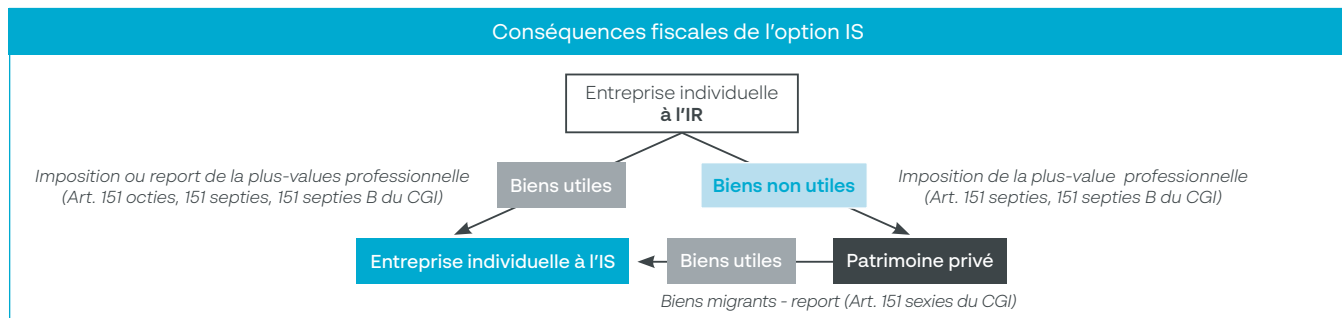 Conséquences fiscales de l'option IS
Entreprise individuelle
à l'IR
Imposition ou report de la plus-values professionnelle
(Art. 151 octies, 151 septies, 151 septies B du CGI)
Biens utiles
Biens non utiles
Imposition de la plus-value professionnelle
(Art. 151 septies, 151 septies B du CGI)
Entreprise individuelle à l'IS
Biens utiles
Patrimoine privé
Biens migrants - report (Art. 151 sexies du CGI)